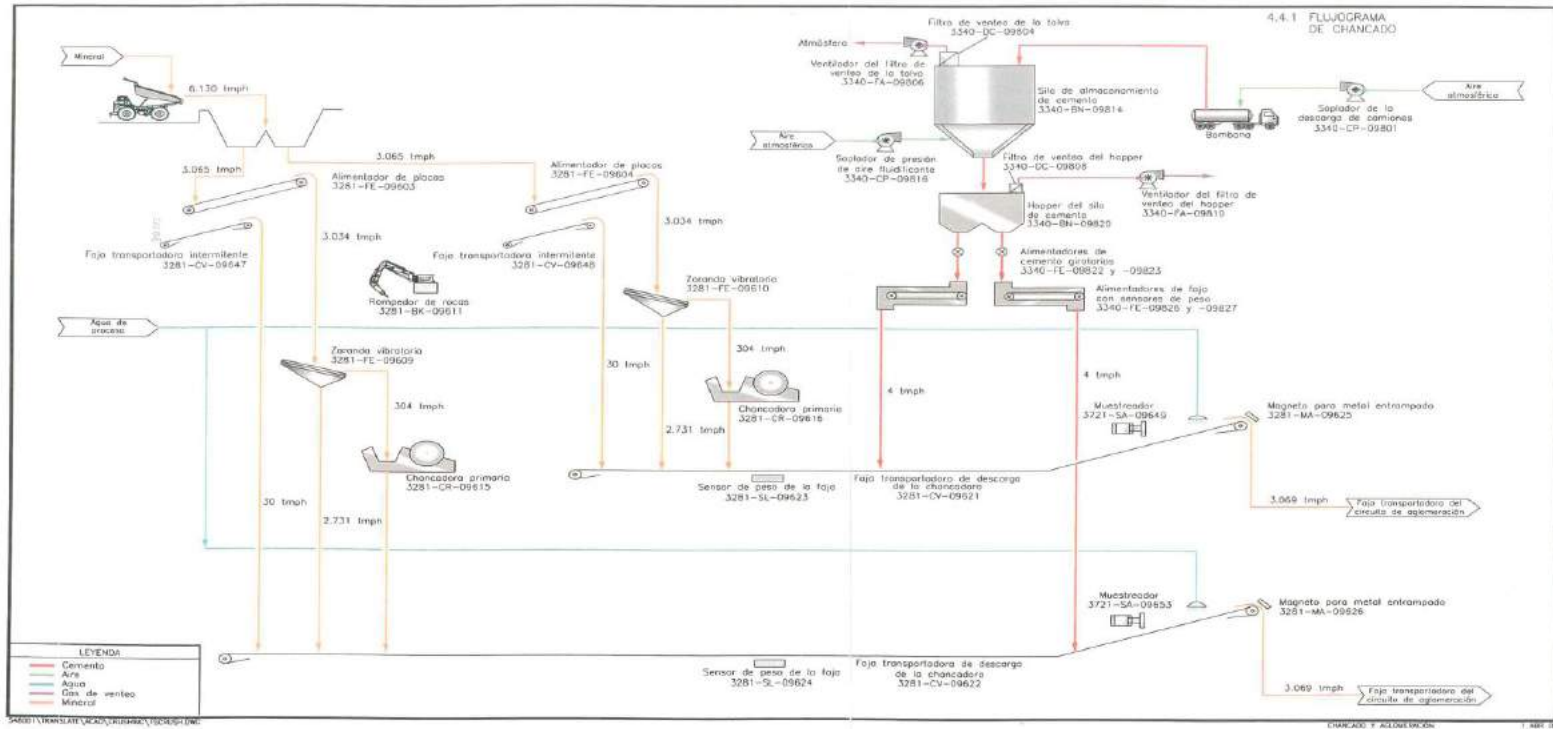 4.4.1 FLUJOGRAMA
DE CHANCADO
Mineral
6.130 tmph
3.065 tmph
3.065 tmph
Alimentador de placas
3281-FE-09603
Alimentador de placas
3281-FE-09604
3.034 tmph
3.034 tmph
Faja transportadora intermitente
3281-CV-09647
Faja transportadora intermitente
3281-CV-09648
Rompedor de rocas
3281-BK-09611
Zaranda vibratoria
3281-FE-09610
Agua de
proceso
Zaranda vibratoria
3281-FE-09609
30 tmph
304 tmph
304 tmph
Chancadora primaria
3281-CR-09616
2.731 tmph
Chancadora primaria
3281-CR-09615
30 tmph
2.731 tmph
Filtro de venteo de la tolva
3340-DC-09804
Atmósfera
Ventilador del filtro de
venteo de la tolva
3340-FA-09806
Silo de almacenamiento
de cemento
3340-BN-09814
Bombona
Soplador de la
descarga de camiones
3340-CP-09801
Aire
atmosférico
Aire
atmosférico
Soplador de presión
de aire fluidificante
3340-CP-09816
Filtro de venteo del hopper
3340-DC-09808
Ventilador del filtro de
venteo del hopper
3340-FA-09810
Hopper del silo
de cemento
3340-BN-09820
Alimentadores de
cemento giratorios
3340-FE-09822 y -09823
Alimentadores de faja
con sensores de peso
3340-FE-09826 y -09827
4 tmph
4 tmph
Muestreador
3721-SA-09649
Magneto para metal entrampado
3281-MA-09625
Sensor de peso de la faja
3281-SL-09623
Faja transportadora de descarga
de la chancadora
3281-CV-09621
3.069 tmph
Faja transportadora del
circuito de aglomeración
Muestreador
3721-SA-09653
Magneto para metal entrampado
3281-MA-09626
Sensor de peso de la faja
3281-SL-09624
Faja transportadora de descarga
de la chancadora
3281-CV-09622
3.069 tmph
Faja transportadora del
circuito de aglomeración
LEYENDA
Cemento
Aire
Agua
Gas de venteo
Mineral
CHANCADO Y AGLOMERACIÓN